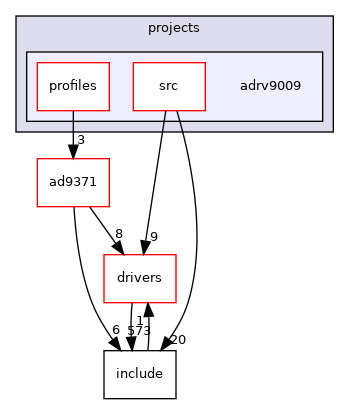 projects
profiles
src
adrv9009
3
ad9371
8
9
drivers
1
6
573
20
include